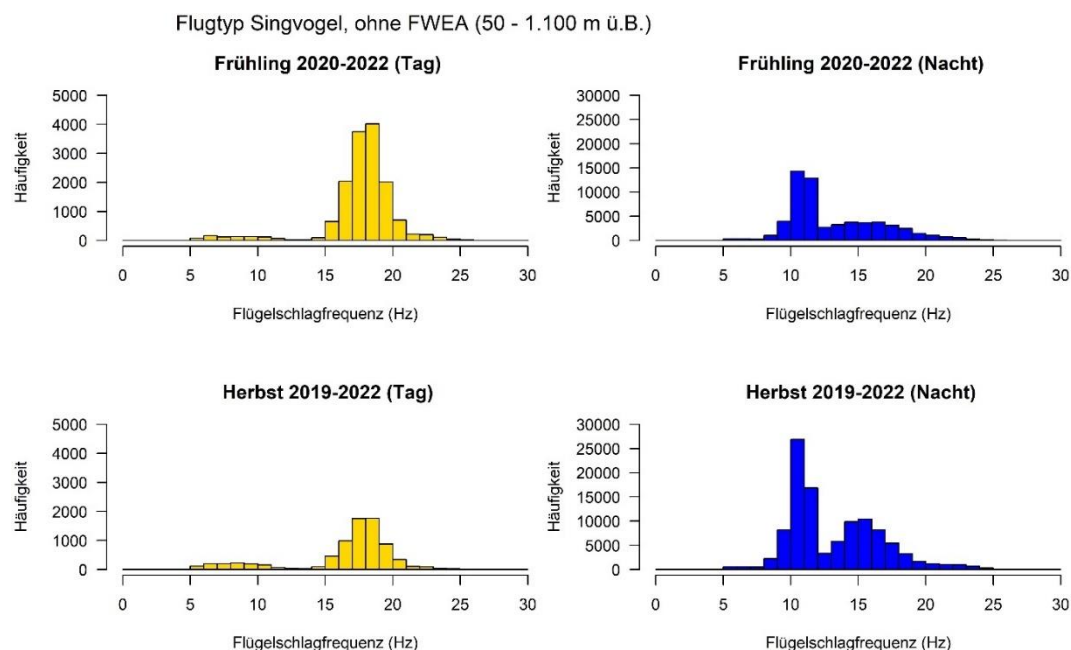 Flugtyp Singvogel, ohne FWEA (50 - 1.100 m ü.B.)
Frühling 2020-2022 (Tag)
Häufigkeit
5000
4000
3000
2000
1000
0
0 5 10 15 20 25 30
Flügelschlagfrequenz (Hz)
Frühling 2020-2022 (Nacht)
Häufigkeit
30000
25000
20000
15000
10000
5000
0
0 5 10 15 20 25 30
Flügelschlagfrequenz (Hz)
Herbst 2019-2022 (Tag)
Häufigkeit
5000
4000
3000
2000
1000
0
0 5 10 15 20 25 30
Flügelschlagfrequenz (Hz)
Herbst 2019-2022 (Nacht)
Häufigkeit
30000
25000
20000
15000
10000
5000
0
0 5 10 15 20 25 30
Flügelschlagfrequenz (Hz)